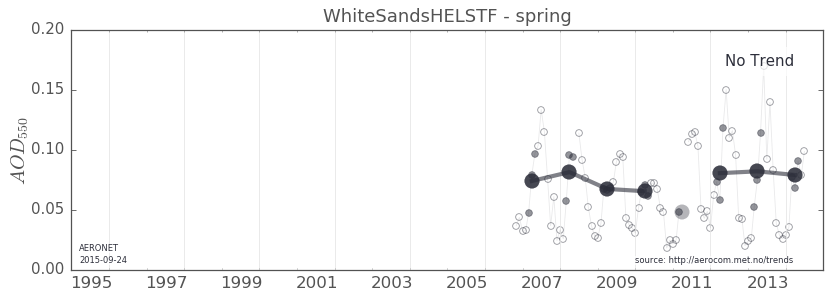 WhiteSandsHELSTF - spring
No Trend
0.20
0.15
0.10
0.05
0.00
AOD550
AERONET
2015-09-24
source: http://aerocom.met.no/trends
1995 1997 1999 2001 2003 2005 2007 2009 2011 2013